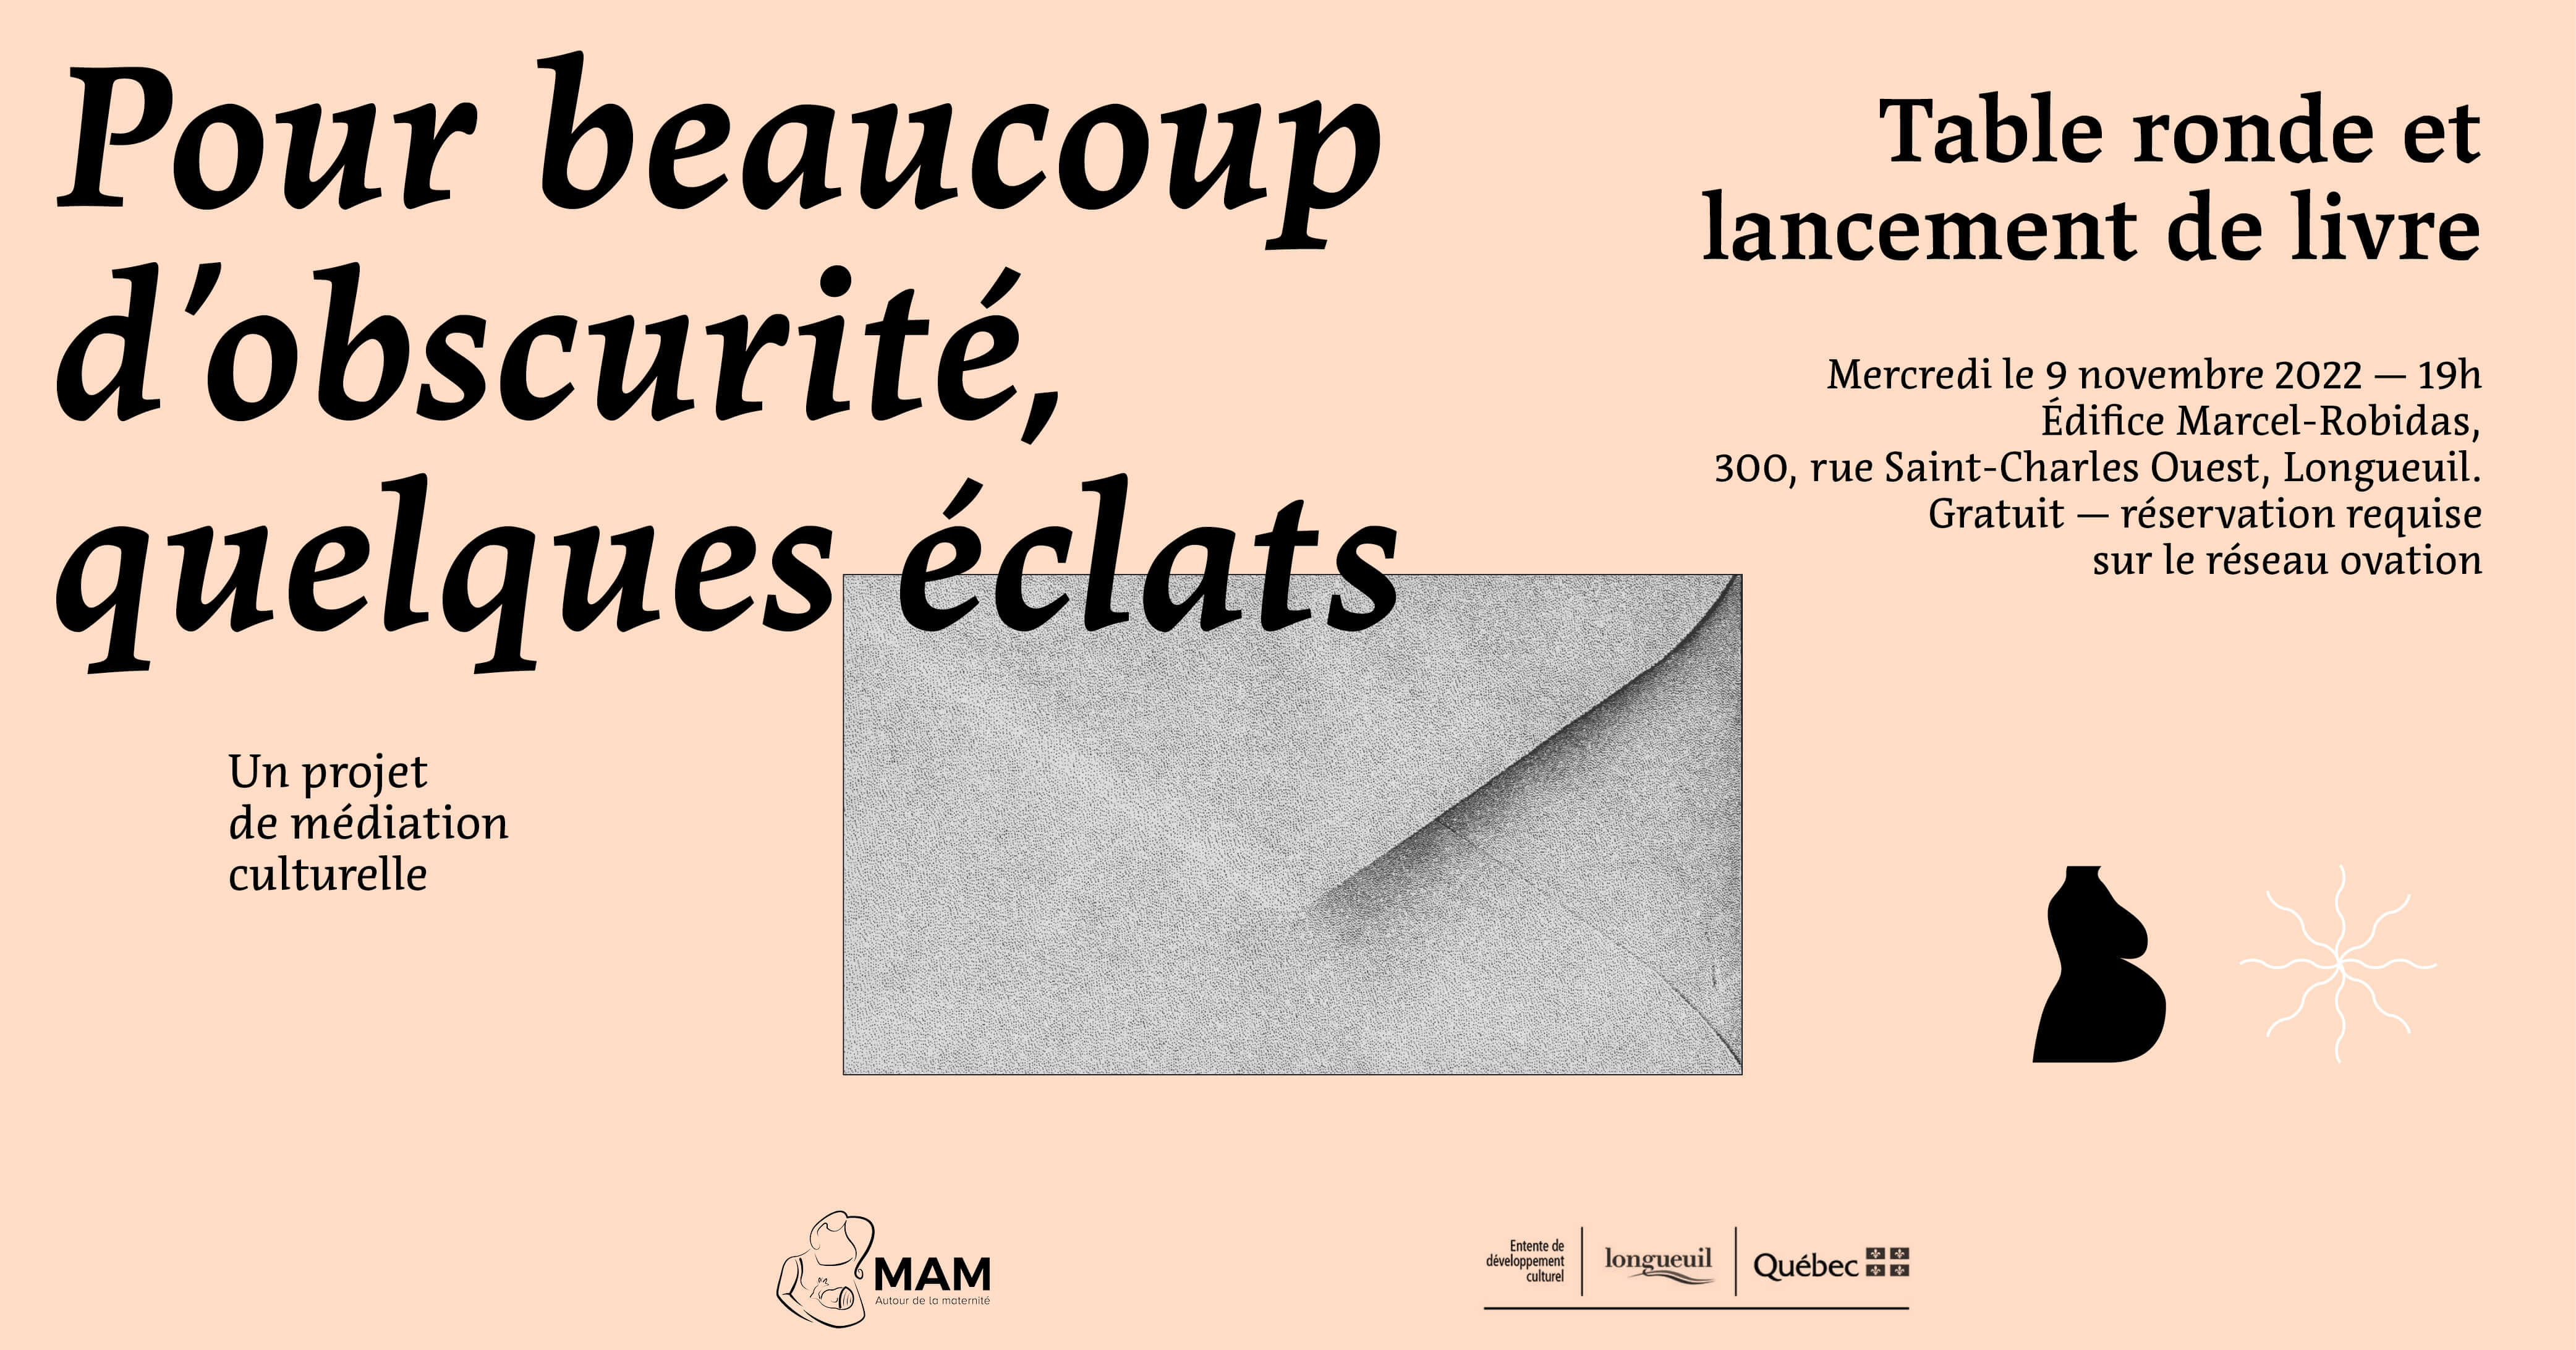 Pour beaucoup
d’obscurité,
quelques éclats
Table ronde et
lancement de livre
Mercredi le 9 novembre 2022 — 19h
Édifice Marcel-Robidas,
300, rue Saint-Charles Ouest, Longueuil.
Gratuit — réservation requise
sur le réseau ovation
Un projet
de médiation
culturelle
MAM
Autour de la maternité
Entente de
développement
culturel
longueuil
Québec